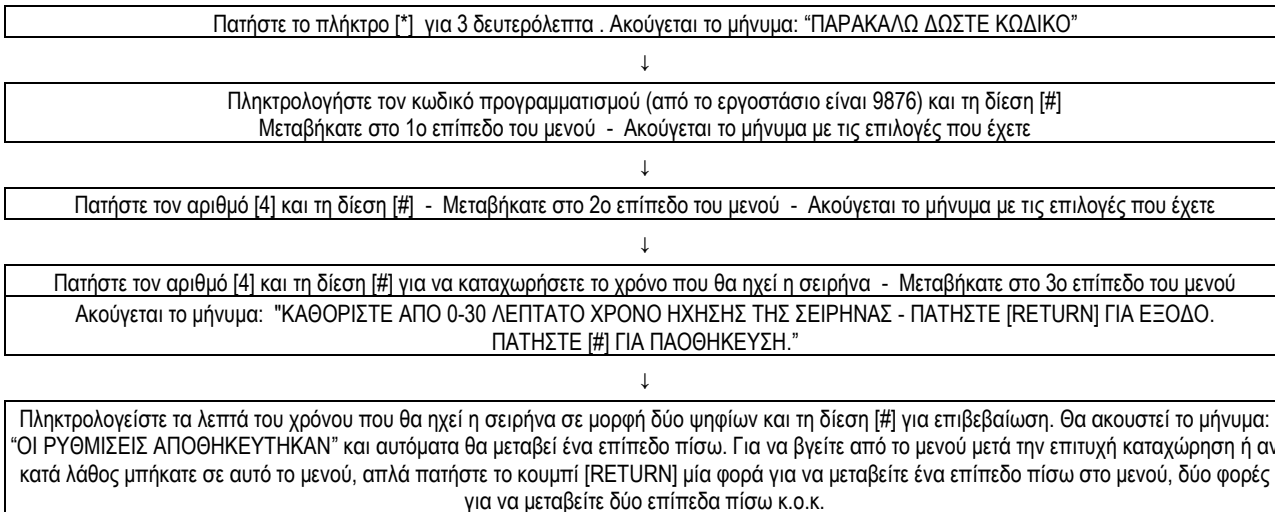 Πατήστε το πλήκτρο [*] για 3 δευτερόλεπτα . Ακούγεται το μήνυμα: “ΠΑΡΑΚΑΛΩ ΔΩΣΤΕ ΚΩΔΙΚΟ”
↓
Πληκτρολογήστε τον κωδικό προγραμματισμού (από το εργοστάσιο είναι 9876) και τη δίεση [#]
Μεταβήκατε στο 1ο επίπεδο του μενού - Ακούγεται το μήνυμα με τις επιλογές που έχετε
↓
Πατήστε τον αριθμό [4] και τη δίεση [#] - Μεταβήκατε στο 2ο επίπεδο του μενού - Ακούγεται το μήνυμα με τις επιλογές που έχετε
↓
Πατήστε τον αριθμό [4] και τη δίεση [#] για να καταχωρήσετε το χρόνο που θα ηχεί η σειρήνα - Μεταβήκατε στο 3ο επίπεδο του μενού
Ακούγεται το μήνυμα: "ΚΑΘΟΡΙΣΤΕ ΑΠΟ 0-30 ΛΕΠΤΑΤΟ ΧΡΟΝΟ ΗΧΗΣΗΣ ΤΗΣ ΣΕΙΡΗΝΑΣ - ΠΑΤΗΣΤΕ [RETURN] ΓΙΑ ΕΞΟΔΟ.
ΠΑΤΗΣΤΕ [#] ΓΙΑ ΠΑΟΘΗΚΕΥΣΗ.”
↓
Πληκτρολογείστε τα λεπτά του χρόνου που θα ηχεί η σειρήνα σε μορφή δύο ψηφίων και τη δίεση [#] για επιβεβαίωση. Θα ακουστεί το μήνυμα:
“ΟΙ ΡΥΘΜΙΣΕΙΣ ΑΠΟΘΗΚΕΥΤΗΚΑΝ” και αυτόματα θα μεταβεί ένα επίπεδο πίσω. Για να βγείτε από το μενού μετά την επιτυχή καταχώρηση ή αν
κατά λάθος μπήκατε σε αυτό το μενού, απλά πατήστε το κουμπί [RETURN] μία φορά για να μεταβείτε ένα επίπεδο πίσω στο μενού, δύο φορές
για να μεταβείτε δύο επίπεδα πίσω κ.ο.κ.